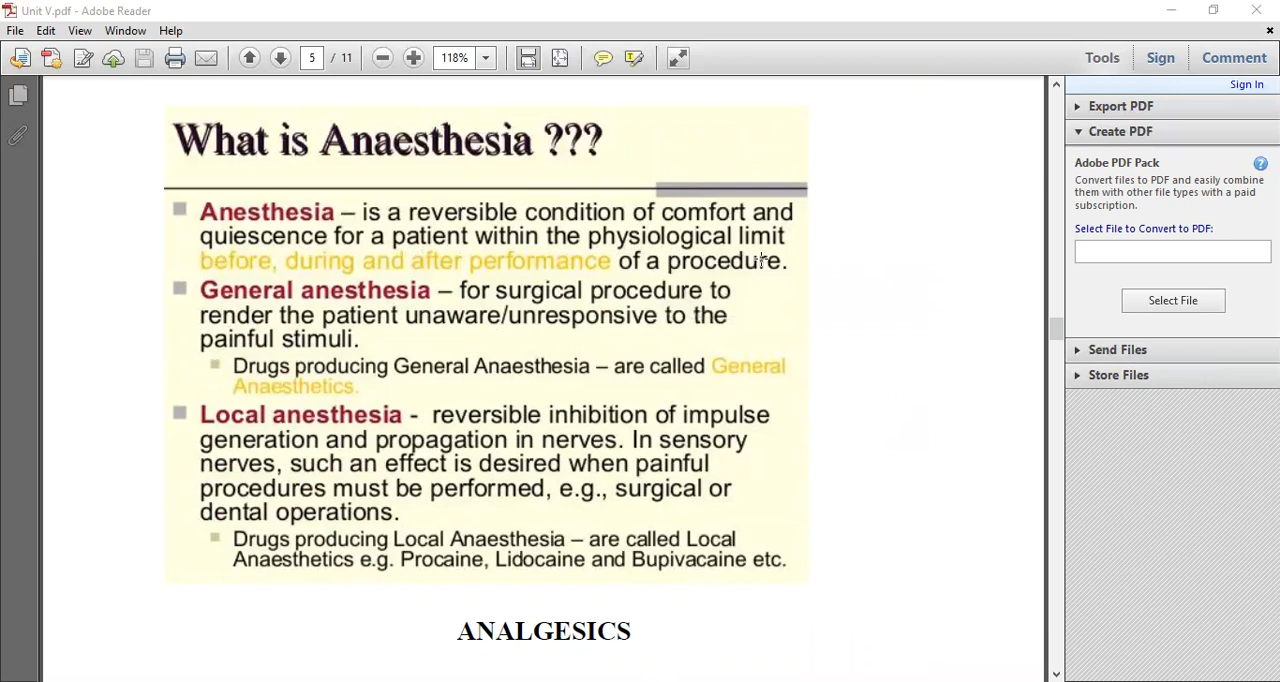 Unit V.pdf - Adobe Reader
File Edit View Window Help
5 / 11 118% Tools Sign Comment
Sign In
What is Anaesthesia ???
Anesthesia – is a reversible condition of comfort and
quiescence for a patient within the physiological limit
before, during and after performance of a procedure.
General anesthesia – for surgical procedure to
render the patient unaware/unresponsive to the
painful stimuli.
Drugs producing General Anaesthesia – are called General
Anaesthetics.
Local anesthesia - reversible inhibition of impulse
generation and propagation in nerves. In sensory
nerves, such an effect is desired when painful
procedures must be performed, e.g., surgical or
dental operations.
Drugs producing Local Anaesthesia – are called Local
Anaesthetics e.g. Procaine, Lidocaine and Bupivacaine etc.
ANALGESICS
Export PDF
Create PDF
Adobe PDF Pack
Convert files to PDF and easily combine
them with other file types with a paid
subscription.
Select File to Convert to PDF:
Select File
Send Files
Store Files